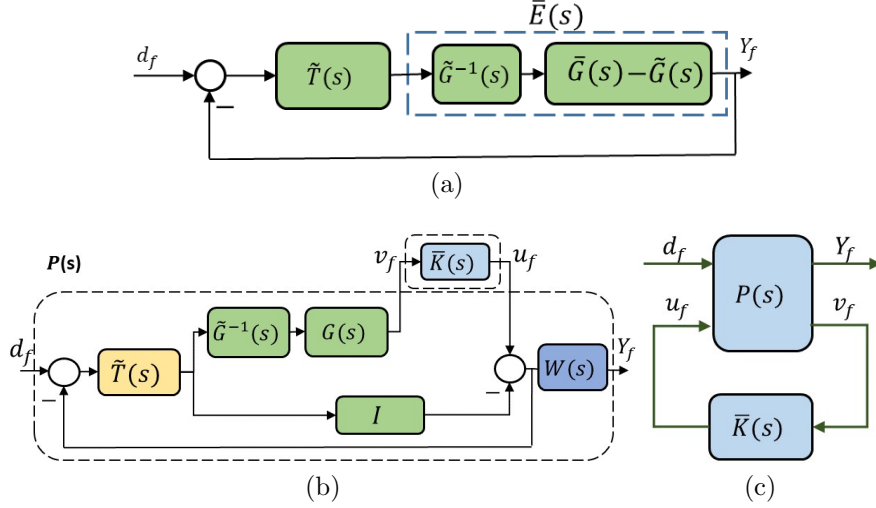 Ē(s)
d_f
T̃(s)
G̃⁻¹(s)
Ḡ(s)−G̃(s)
Y_f
−
(a)
P(s)
v_f
K̄(s)
u_f
d_f
T̃(s)
G̃⁻¹(s)
G(s)
W(s)
Y_f
−
−
I
(b)
d_f
P(s)
Y_f
u_f
v_f
K̄(s)
(c)